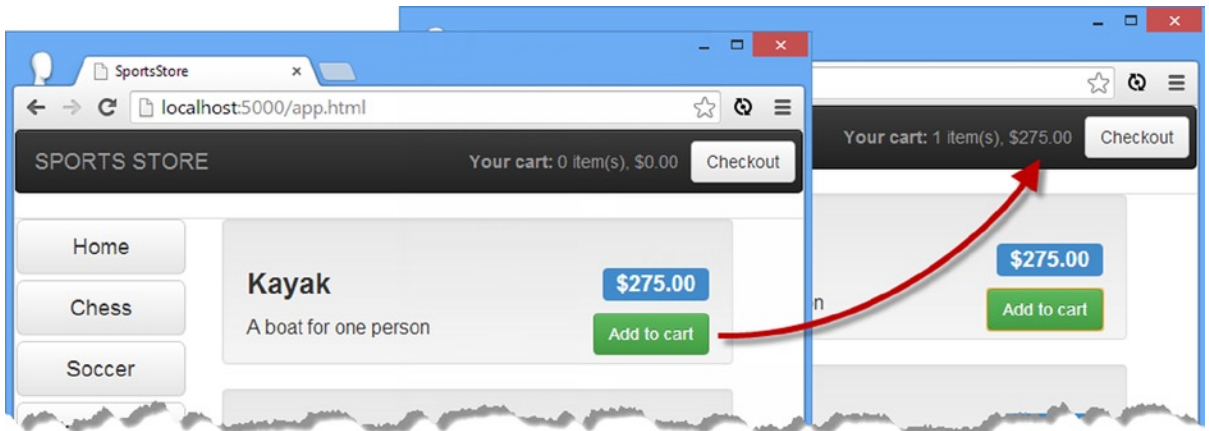 SportsStore
localhost:5000/app.html
SPORTS STORE
Your cart: 0 item(s), $0.00
Checkout
Home
Chess
Soccer
Kayak
$275.00
A boat for one person
Add to cart
Your cart: 1 item(s), $275.00
Checkout
$275.00
n
Add to cart